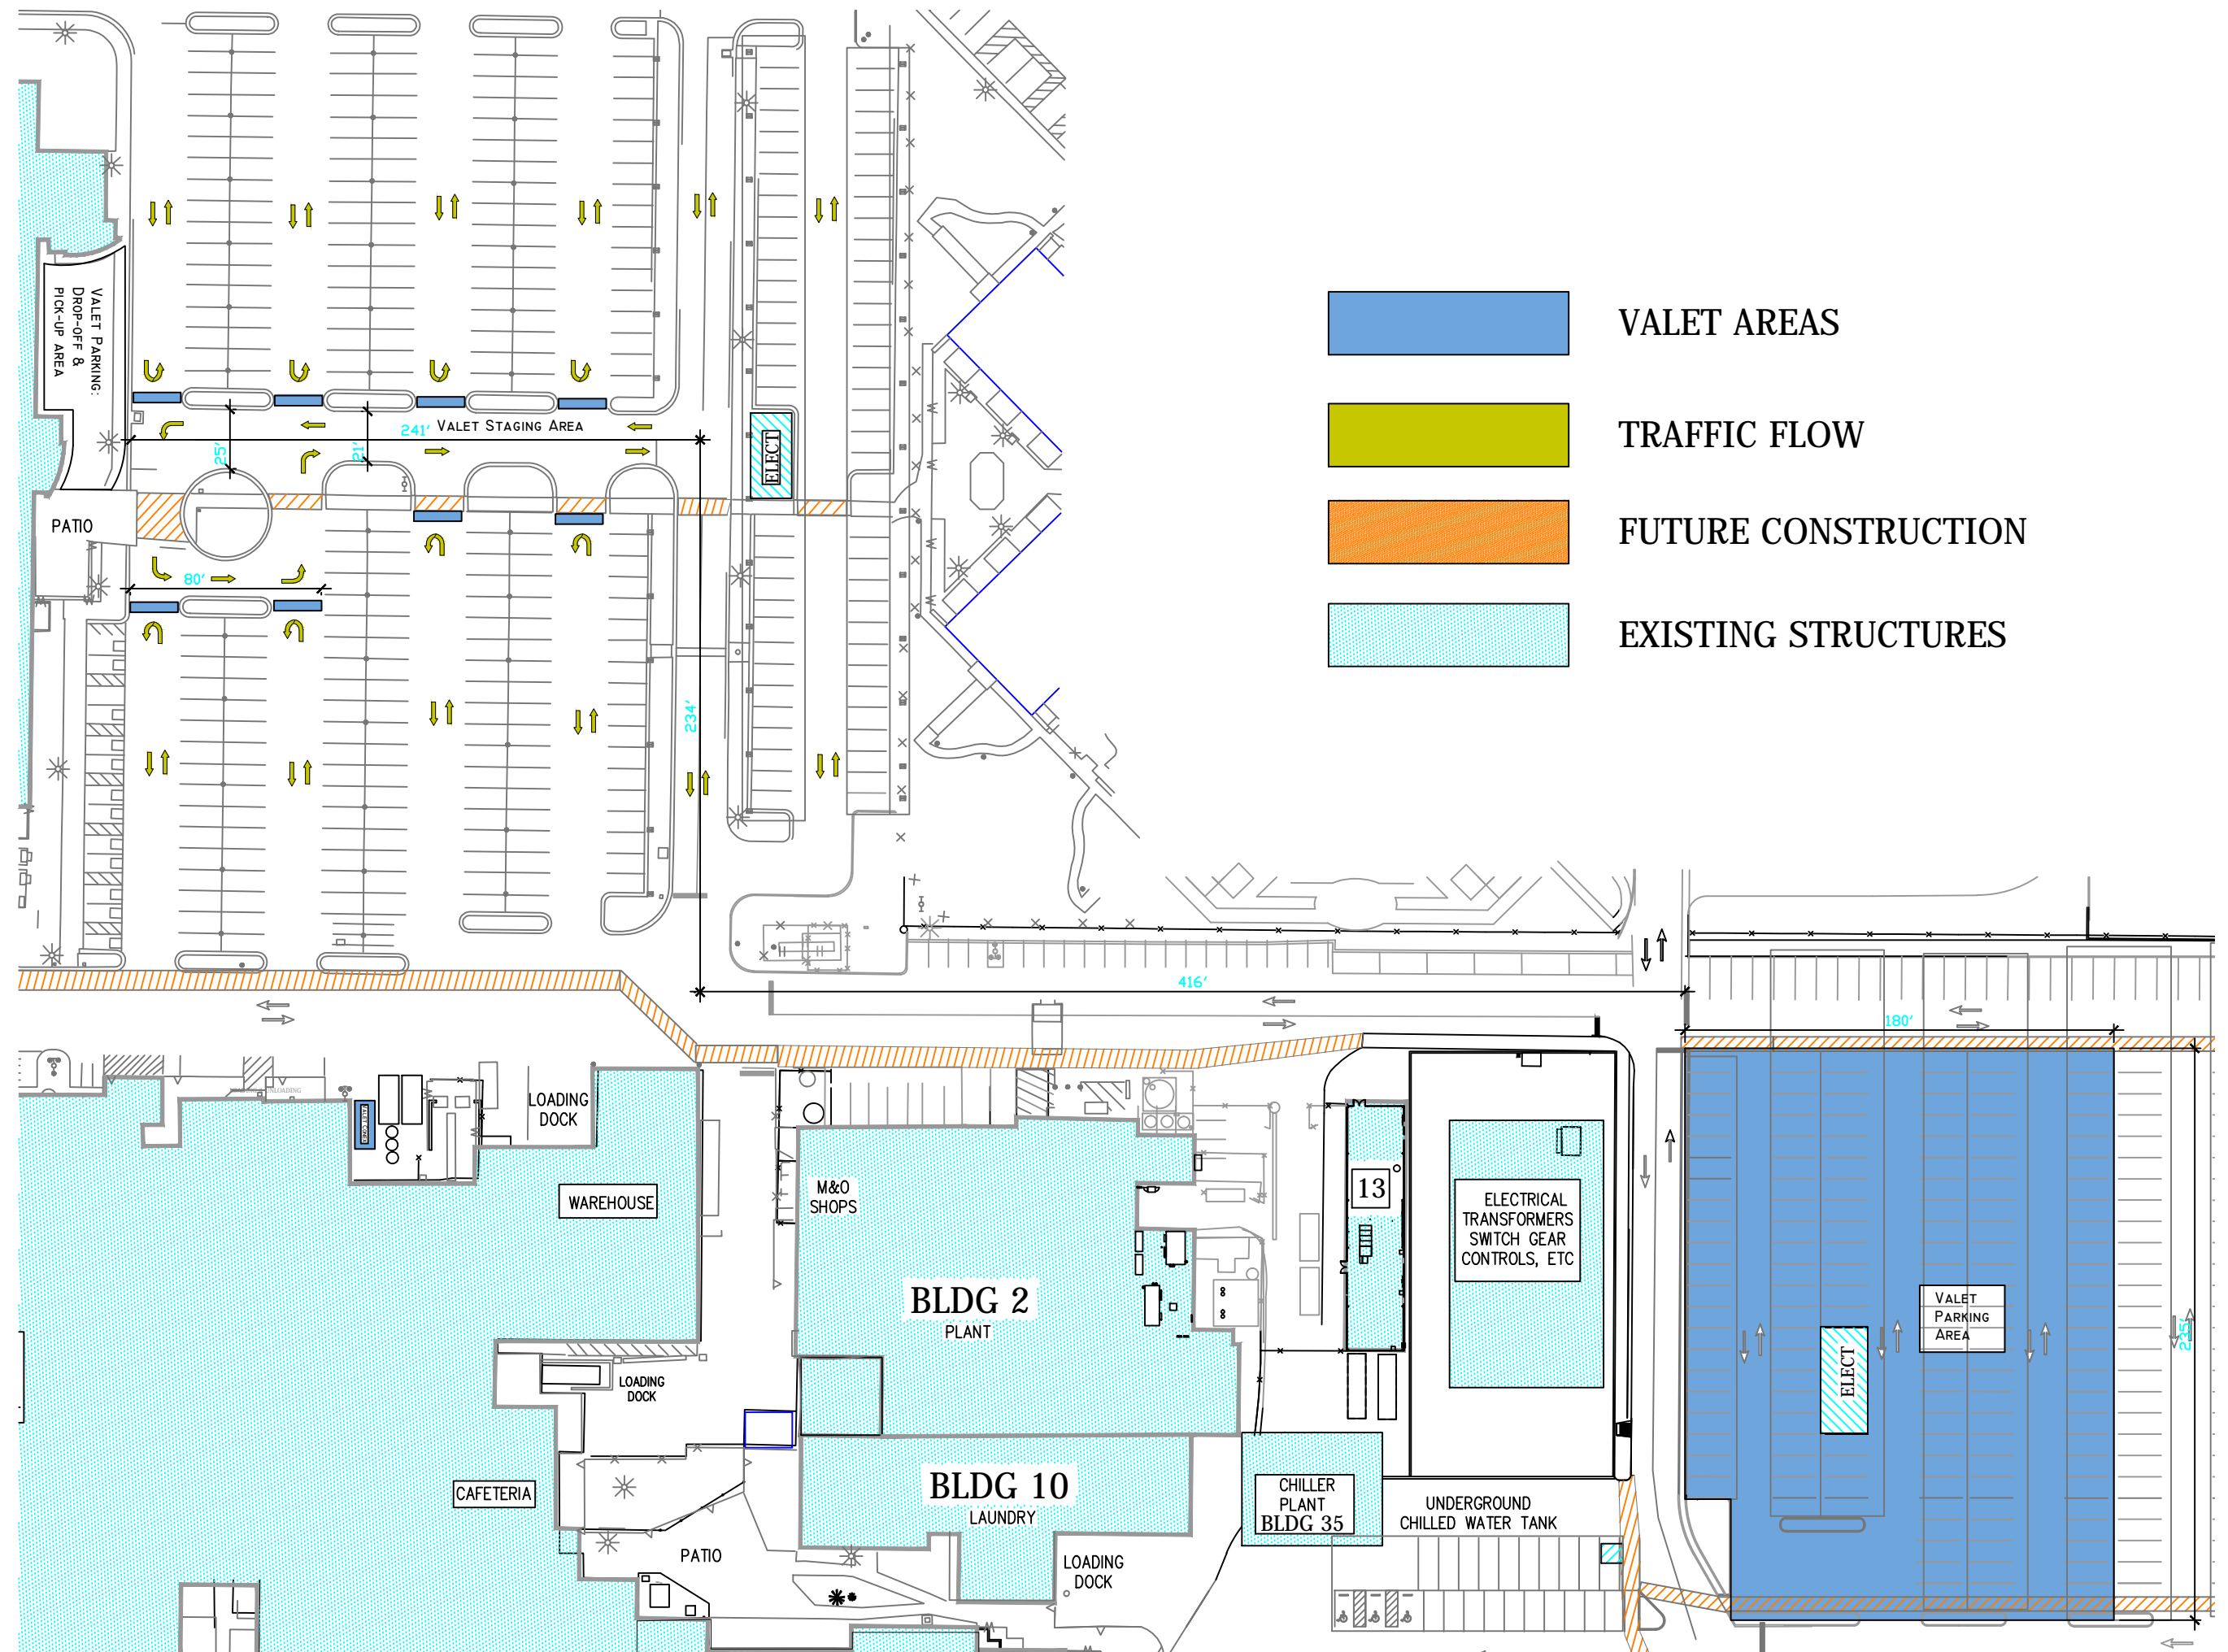 VALET PARKING:
DROP-OFF &
PICK-UP AREA
VALET AREAS
TRAFFIC FLOW
FUTURE CONSTRUCTION
EXISTING STRUCTURES
241' VALET STAGING AREA
25'
21'
ELECT
PATIO
80'
234'
416'
180'
LOADING
DOCK
WAREHOUSE
M&O
SHOPS
13
ELECTRICAL
TRANSFORMERS
SWITCH GEAR
CONTROLS, ETC
BLDG 2
PLANT
VALET
PARKING
AREA
ELECT
235'
LOADING
DOCK
CAFETERIA
BLDG 10
LAUNDRY
CHILLER
PLANT
BLDG 35
UNDERGROUND
CHILLED WATER TANK
PATIO
LOADING
DOCK